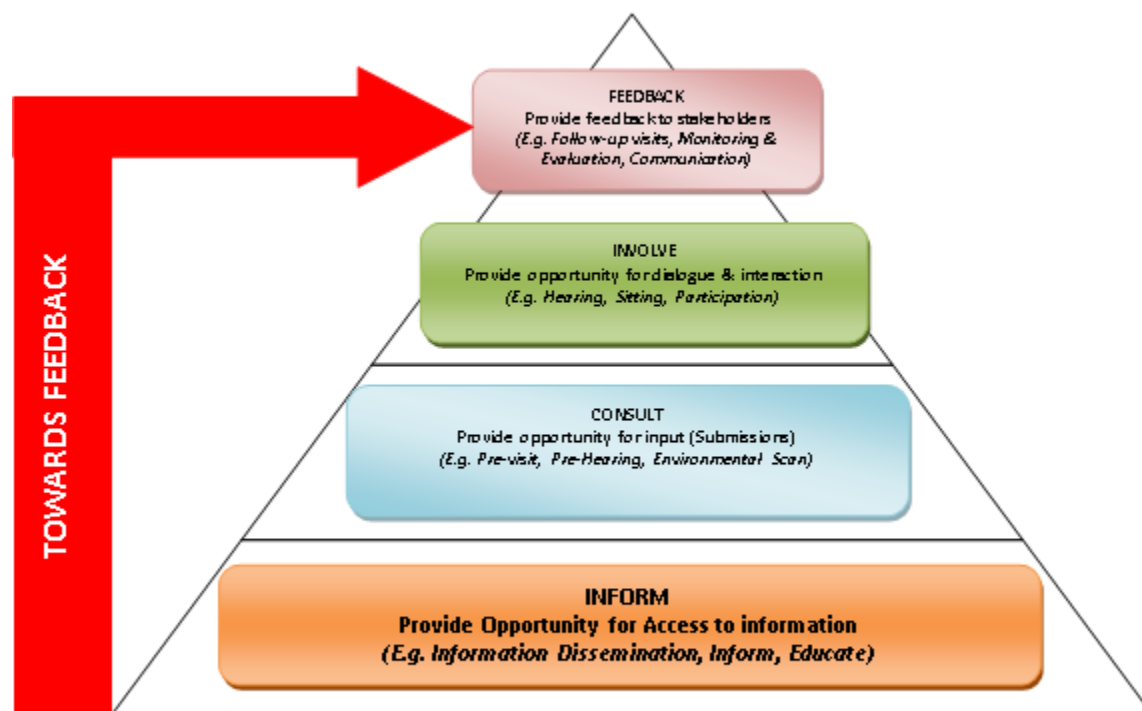 FEEDBACK
Provide feedback to stakeholders
(E.g. Follow-up visits, Monitoring &
Evaluation, Communication)
TOWARDS FEEDBACK
INVOLVE
Provide opportunity for dialogue & interaction
(E.g. Hearing, Sitting, Participation)
CONSULT
Provide opportunity for input (Submissions)
(E.g. Pre-visit, Pre-Hearing, Environmental Scan)
INFORM
Provide Opportunity for Access to information
(E.g. Information Dissemination, Inform, Educate)